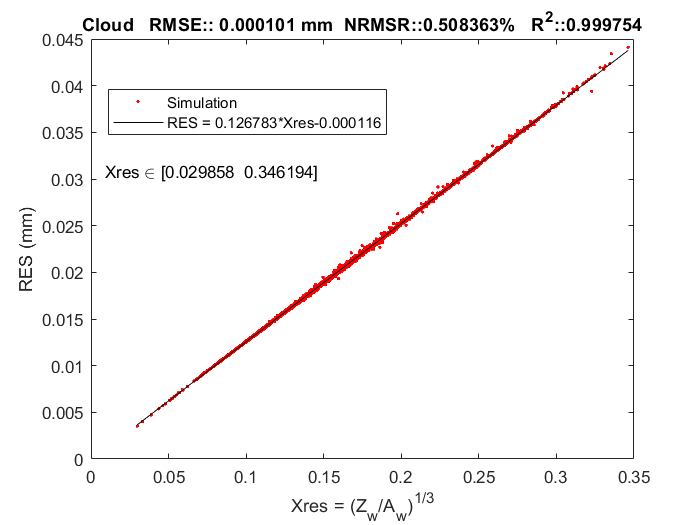 Cloud RMSE:: 0.000101 mm NRMSR::0.508363% R²::0.999754
0.045
0.04
0.035
0.03
0.025
0.02
0.015
0.01
0.005
0
RES (mm)
Simulation
RES = 0.126783*Xres-0.000116
Xres ∈ [0.029858 0.346194]
0 0.05 0.1 0.15 0.2 0.25 0.3 0.35
Xres = (Z_w/A_w)^1/3